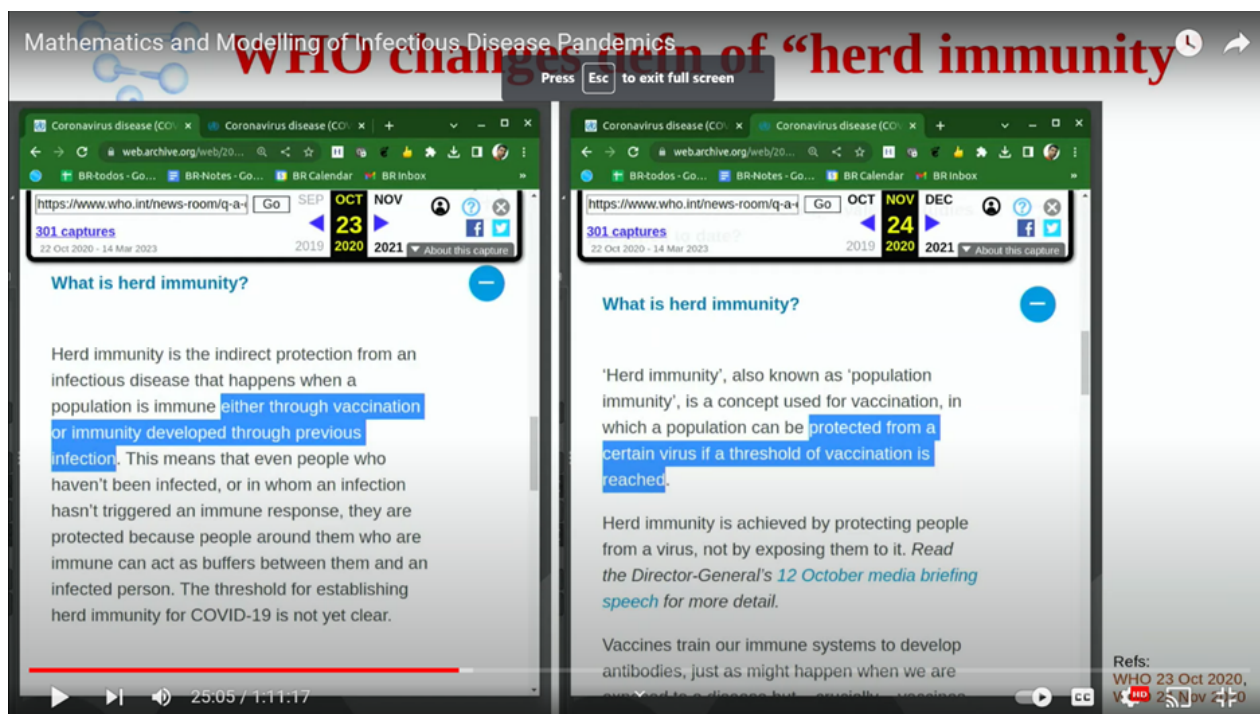 Mathematics and Modelling of Infectious Disease Pandemics
WHO changes defn of “herd immunity
Press Esc to exit full screen
Coronavirus disease (CO
Coronavirus disease (CO
web.archive.org/web/20...
BR-todos - Go...
BR-Notes - Go...
BR Calendar
BR Inbox
»
https://www.who.int/news-room/q-a-
Go
SEP
OCT
NOV
301 captures
23
22 Oct 2020 - 14 Mar 2023
2019
2020
2021
About this capture
What is herd immunity?
Herd immunity is the indirect protection from an
infectious disease that happens when a
population is immune either through vaccination
or immunity developed through previous
infection. This means that even people who
haven’t been infected, or in whom an infection
hasn’t triggered an immune response, they are
protected because people around them who are
immune can act as buffers between them and an
infected person. The threshold for establishing
herd immunity for COVID-19 is not yet clear.
Coronavirus disease (CO
Coronavirus disease (CO
web.archive.org/web/20...
BR-todos - Go...
BR-Notes - Go...
BR Calendar
BR Inbox
»
https://www.who.int/news-room/q-a-
Go
OCT
NOV
DEC
301 captures
24
22 Oct 2020 - 14 Mar 2023
2019
2020
2021
About this capture
to date?
What is herd immunity?
‘Herd immunity’, also known as ‘population
immunity’, is a concept used for vaccination, in
which a population can be protected from a
certain virus if a threshold of vaccination is
reached.
Herd immunity is achieved by protecting people
from a virus, not by exposing them to it. Read
the Director-General’s 12 October media briefing
speech for more detail.
Vaccines train our immune systems to develop
antibodies, just as might happen when we are
Refs:
WHO 23 Oct 2020,
Nov 2020
25:05 / 1:11:17
CC
HD